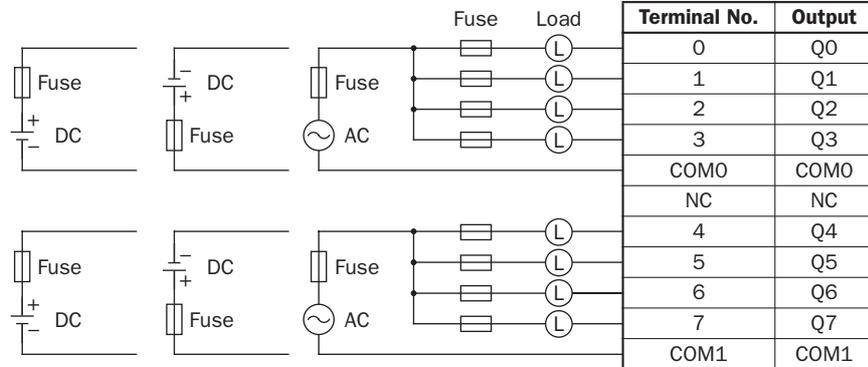 Fuse Load Terminal No. Output
0 Q0
− L
Fuse DC Fuse L 1 Q1
+
+ L 2 Q2
DC Fuse AC L 3 Q3
−
COM0 COM0
NC NC
L 4 Q4
−
Fuse DC Fuse L 5 Q5
+
+ L 6 Q6
DC Fuse AC L 7 Q7
−
COM1 COM1